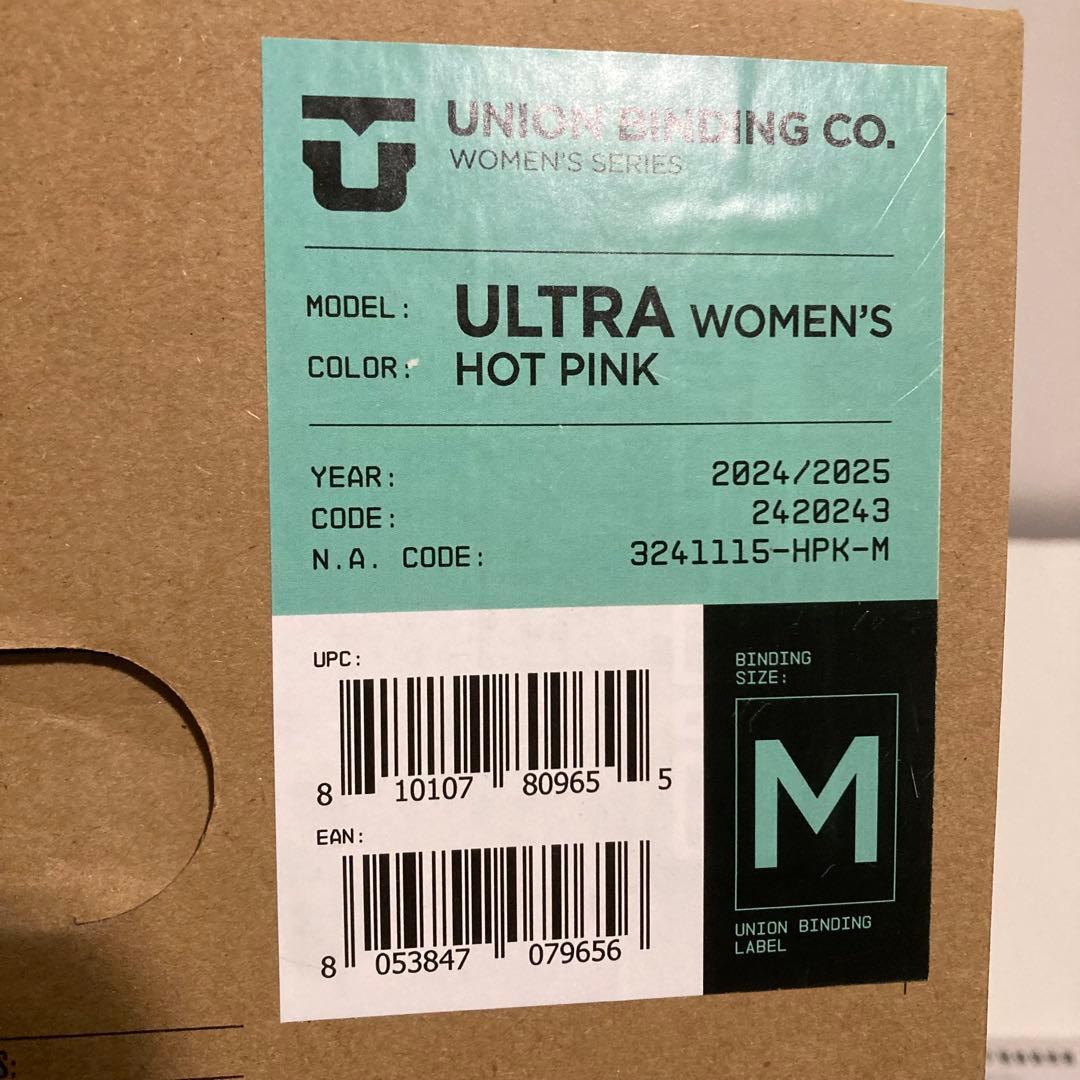 UNION BINDING CO.
WOMEN'S SERIES
MODEL: ULTRA WOMEN'S
COLOR: HOT PINK
YEAR: 2024/2025
CODE: 2420243
N.A. CODE: 3241115-HPK-M
UPC:
8 10107 80965 5
EAN:
8 053847 079656
BINDING
SIZE:
M
UNION BINDING
LABEL
S: